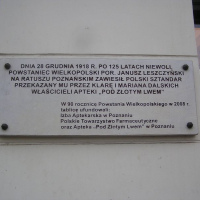 DNIA 28 GRUDNIA 1918 R. PO 125 LATACH NIEWOLI,
POWSTANIEC WIELKOPOLSKI POR. JANUSZ LESZCZYŃSKI
NA RATUSZU POZNAŃSKIM ZAWIESIŁ POLSKI SZTANDAR
PRZEKAZANY MU PRZEZ KLARĘ I MARIANA DALSKICH
WŁAŚCICIELI APTEKI „POD ZŁOTYM LWEM”
W 90 rocznicę Powstania Wielkopolskiego w 2008 r.
tablicę ufundowali:
Izba Aptekarska w Poznaniu
Polskie Towarzystwo Farmaceutyczne
oraz Apteka „Pod Złotym Lwem” w Poznaniu